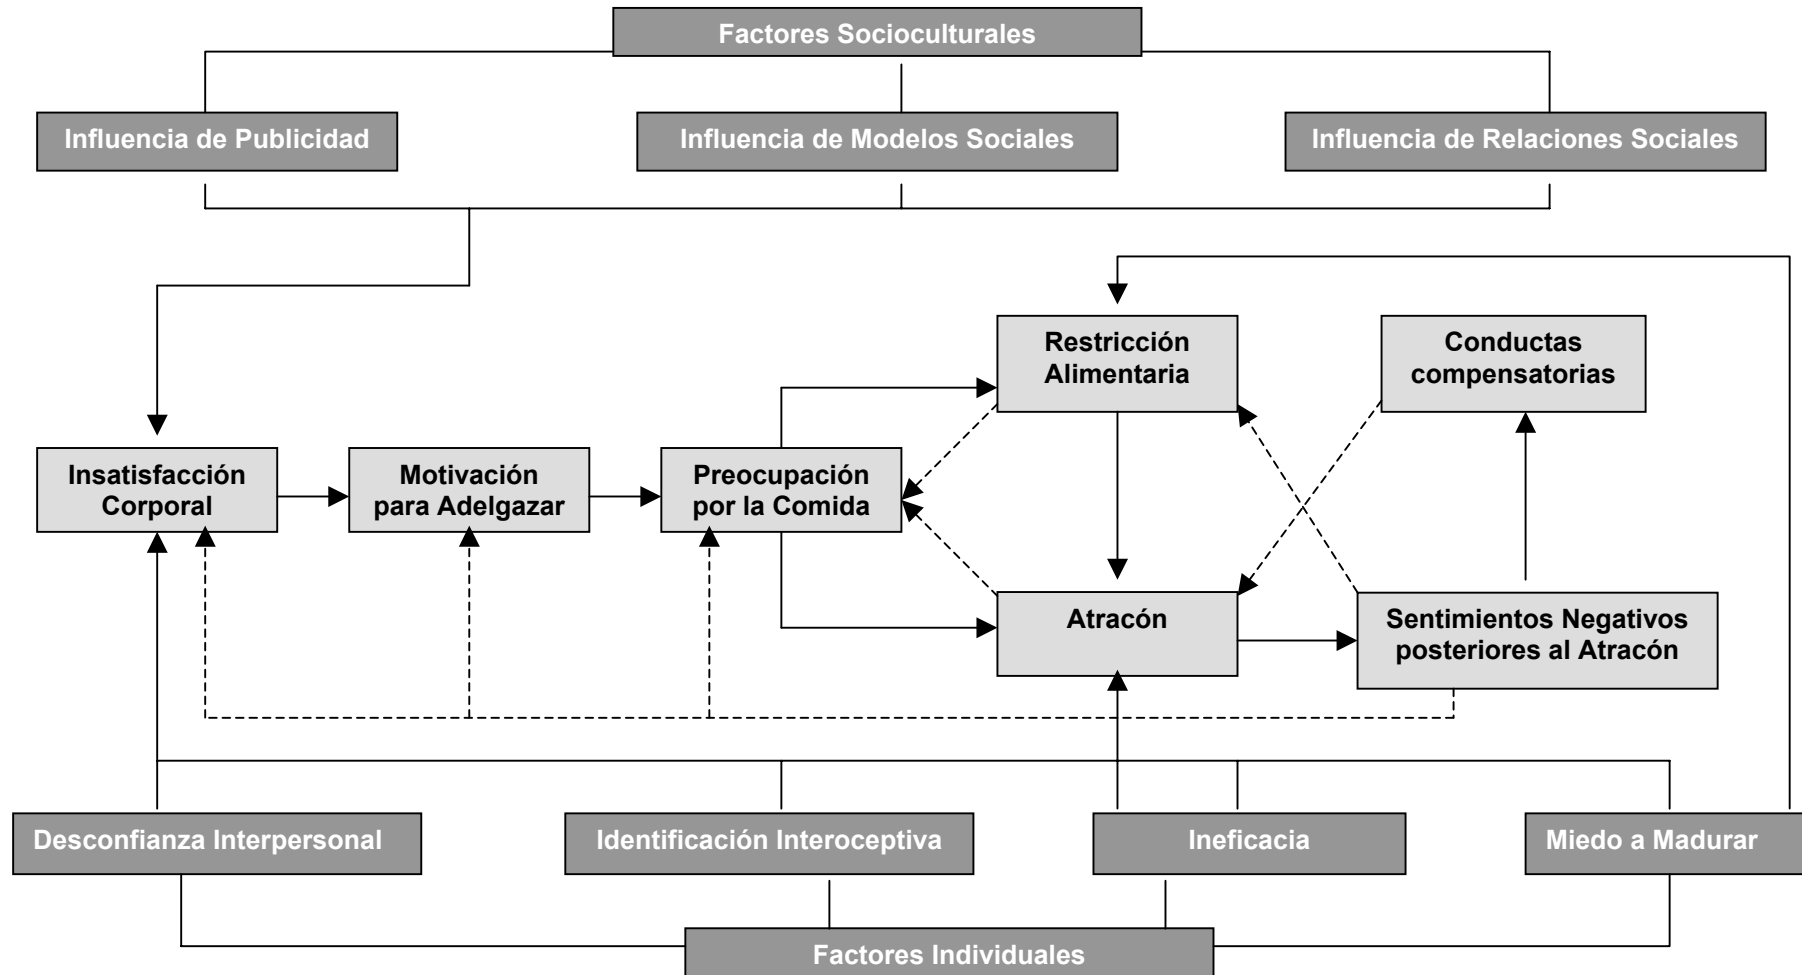 Factores Socioculturales
Influencia de Publicidad
Influencia de Modelos Sociales
Influencia de Relaciones Sociales
Restricción
Alimentaria
Conductas
compensatorias
Insatisfacción
Corporal
Motivación
para Adelgazar
Preocupación
por la Comida
Atracón
Sentimientos Negativos
posteriores al Atracón
Desconfianza Interpersonal
Identificación Interoceptiva
Ineficacia
Miedo a Madurar
Factores Individuales